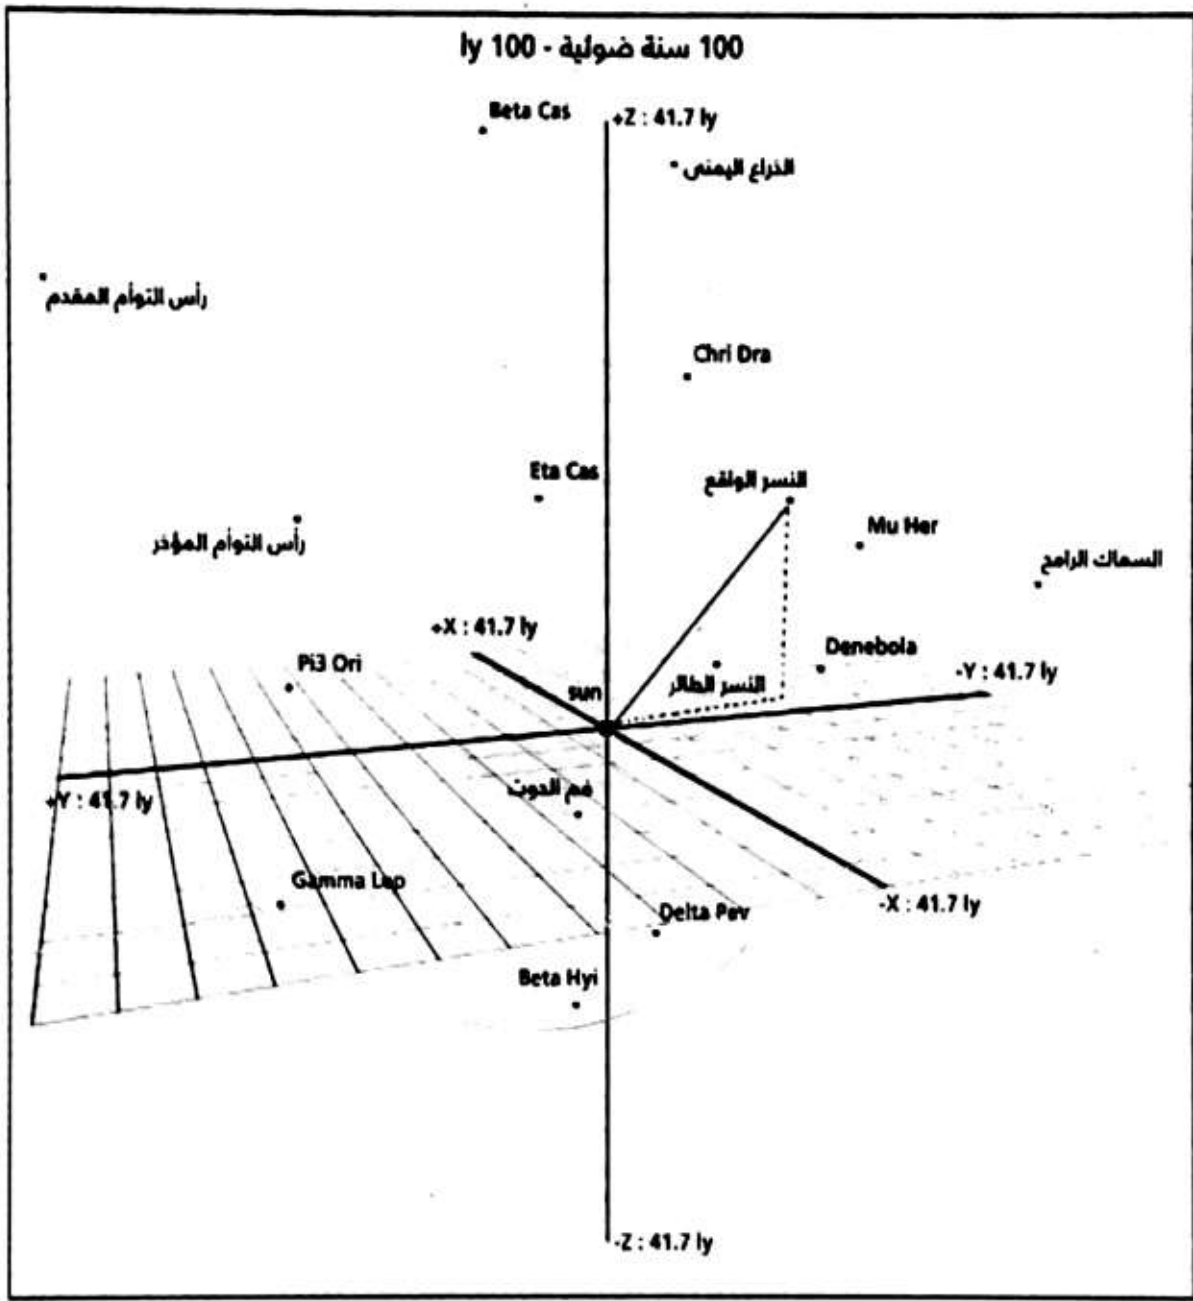 100 سنة ضوئية - 100 ly
Beta Cas
+Z : 41.7 ly
الذراع اليمنى
رأس التوأم المقدم
Chri Dra
Eta Cas
النسر الواقع
Mu Her
رأس التوأم المؤخر
السماك الرامح
+X : 41.7 ly
Pi3 Ori
sun
النسر الطائر
Denebola
-Y : 41.7 ly
+Y : 41.7 ly
فم الحوت
Gamma Lep
-X : 41.7 ly
Delta Pav
Beta Hyi
-Z : 41.7 ly